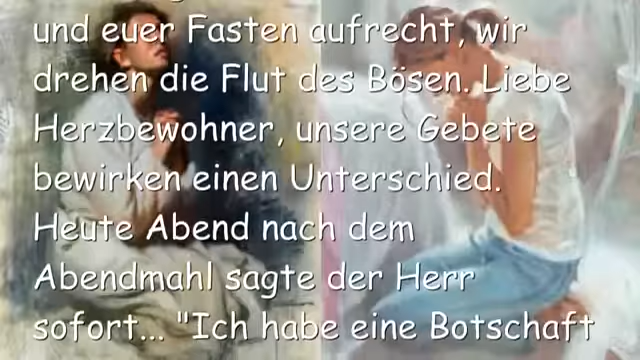 und euer Fasten aufrecht, wir
drehen die Flut des Bösen. Liebe
Herzbewohner, unsere Gebete
bewirken einen Unterschied.
Heute Abend nach dem
Abendmahl sagte der Herr
sofort... "Ich habe eine Botschaft